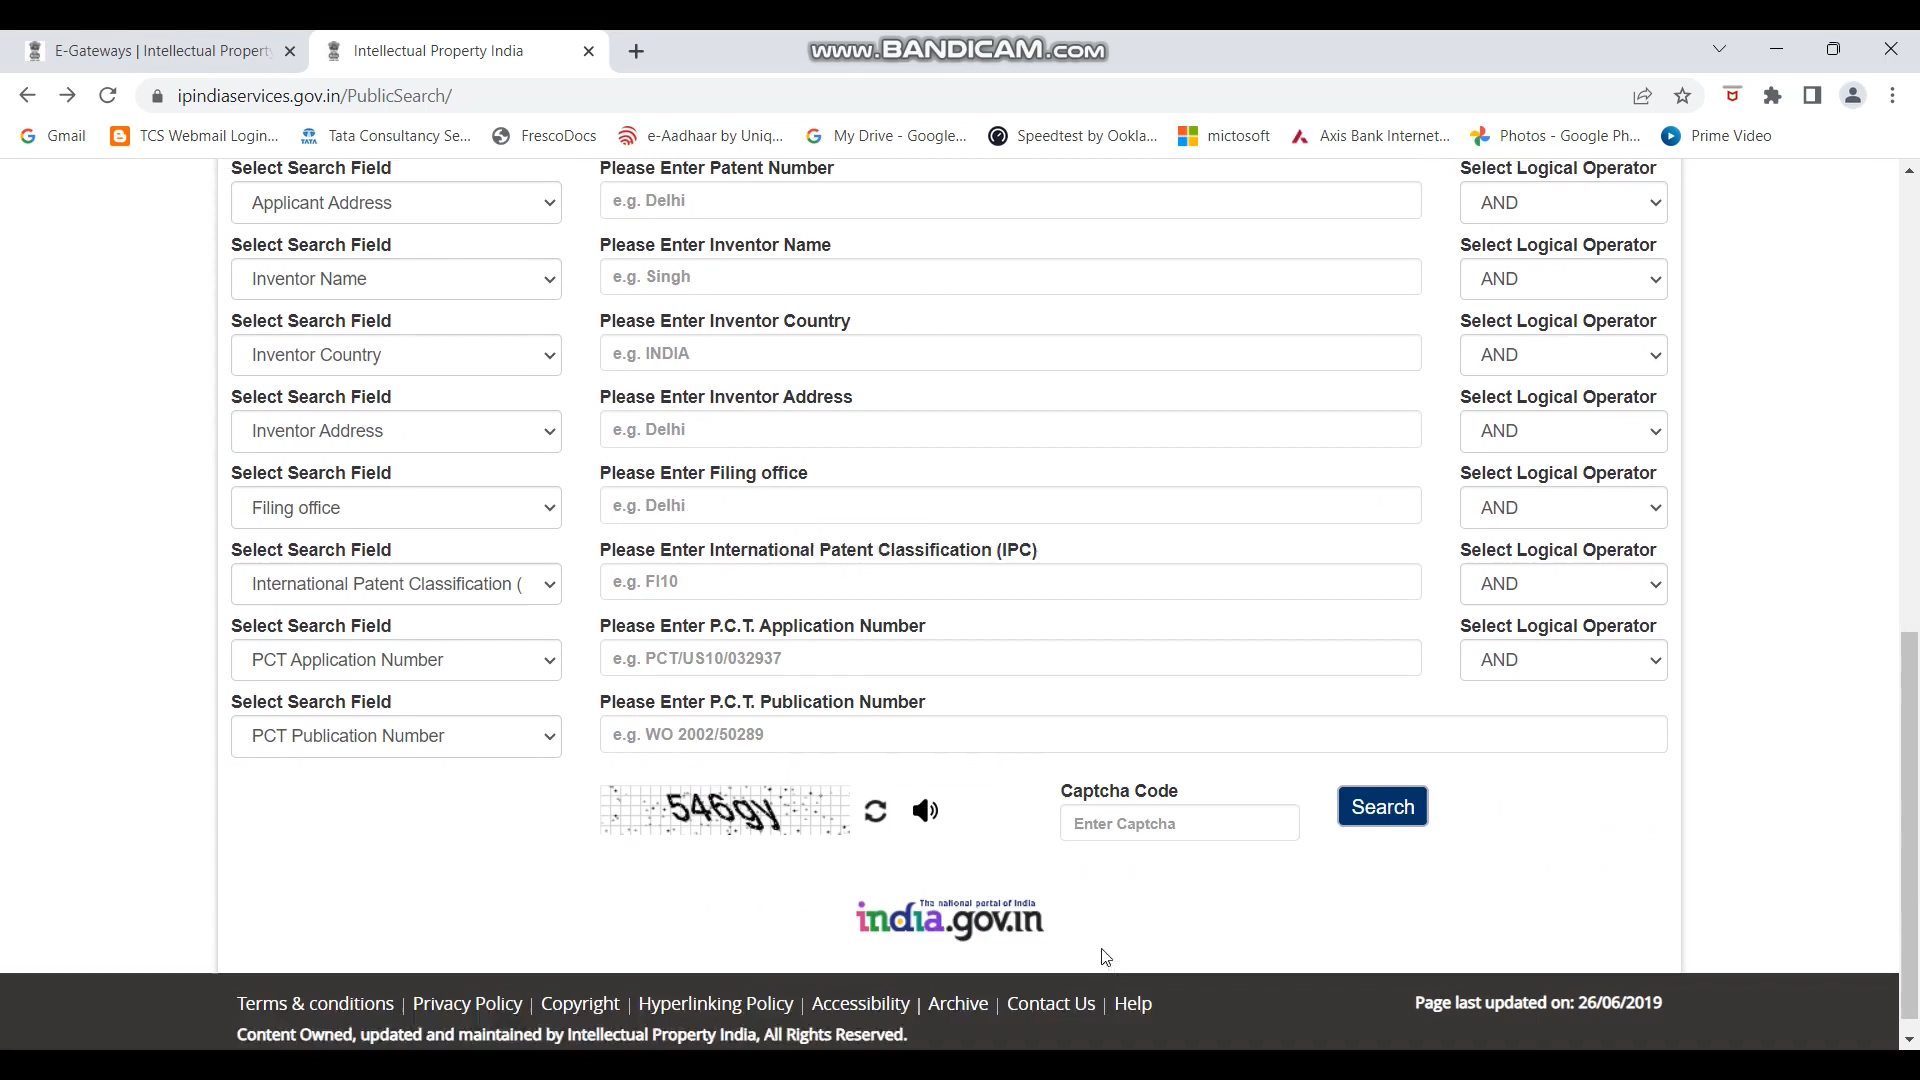 E-Gateways | Intellectual Property
Intellectual Property India
www.BANDICAM.com
ipindiaservices.gov.in/PublicSearch/
Gmail
TCS Webmail Login...
Tata Consultancy Se...
FrescoDocs
e-Aadhaar by Uniq...
My Drive - Google...
Speedtest by Ookla...
mictosoft
Axis Bank Internet...
Photos - Google Ph...
Prime Video
Select Search Field Please Enter Patent Number Select Logical Operator
Applicant Address e.g. Delhi AND
Select Search Field Please Enter Inventor Name Select Logical Operator
Inventor Name e.g. Singh AND
Select Search Field Please Enter Inventor Country Select Logical Operator
Inventor Country e.g. INDIA AND
Select Search Field Please Enter Inventor Address Select Logical Operator
Inventor Address e.g. Delhi AND
Select Search Field Please Enter Filing office Select Logical Operator
Filing office e.g. Delhi AND
Select Search Field Please Enter International Patent Classification (IPC) Select Logical Operator
International Patent Classification ( e.g. FI10 AND
Select Search Field Please Enter P.C.T. Application Number Select Logical Operator
PCT Application Number e.g. PCT/US10/032937 AND
Select Search Field Please Enter P.C.T. Publication Number
PCT Publication Number e.g. WO 2002/50289
546gy
Captcha Code
Enter Captcha
Search
The national portal of India
india.gov.in
Terms & conditions | Privacy Policy | Copyright | Hyperlinking Policy | Accessibility | Archive | Contact Us | Help
Page last updated on: 26/06/2019
Content Owned, updated and maintained by Intellectual Property India, All Rights Reserved.